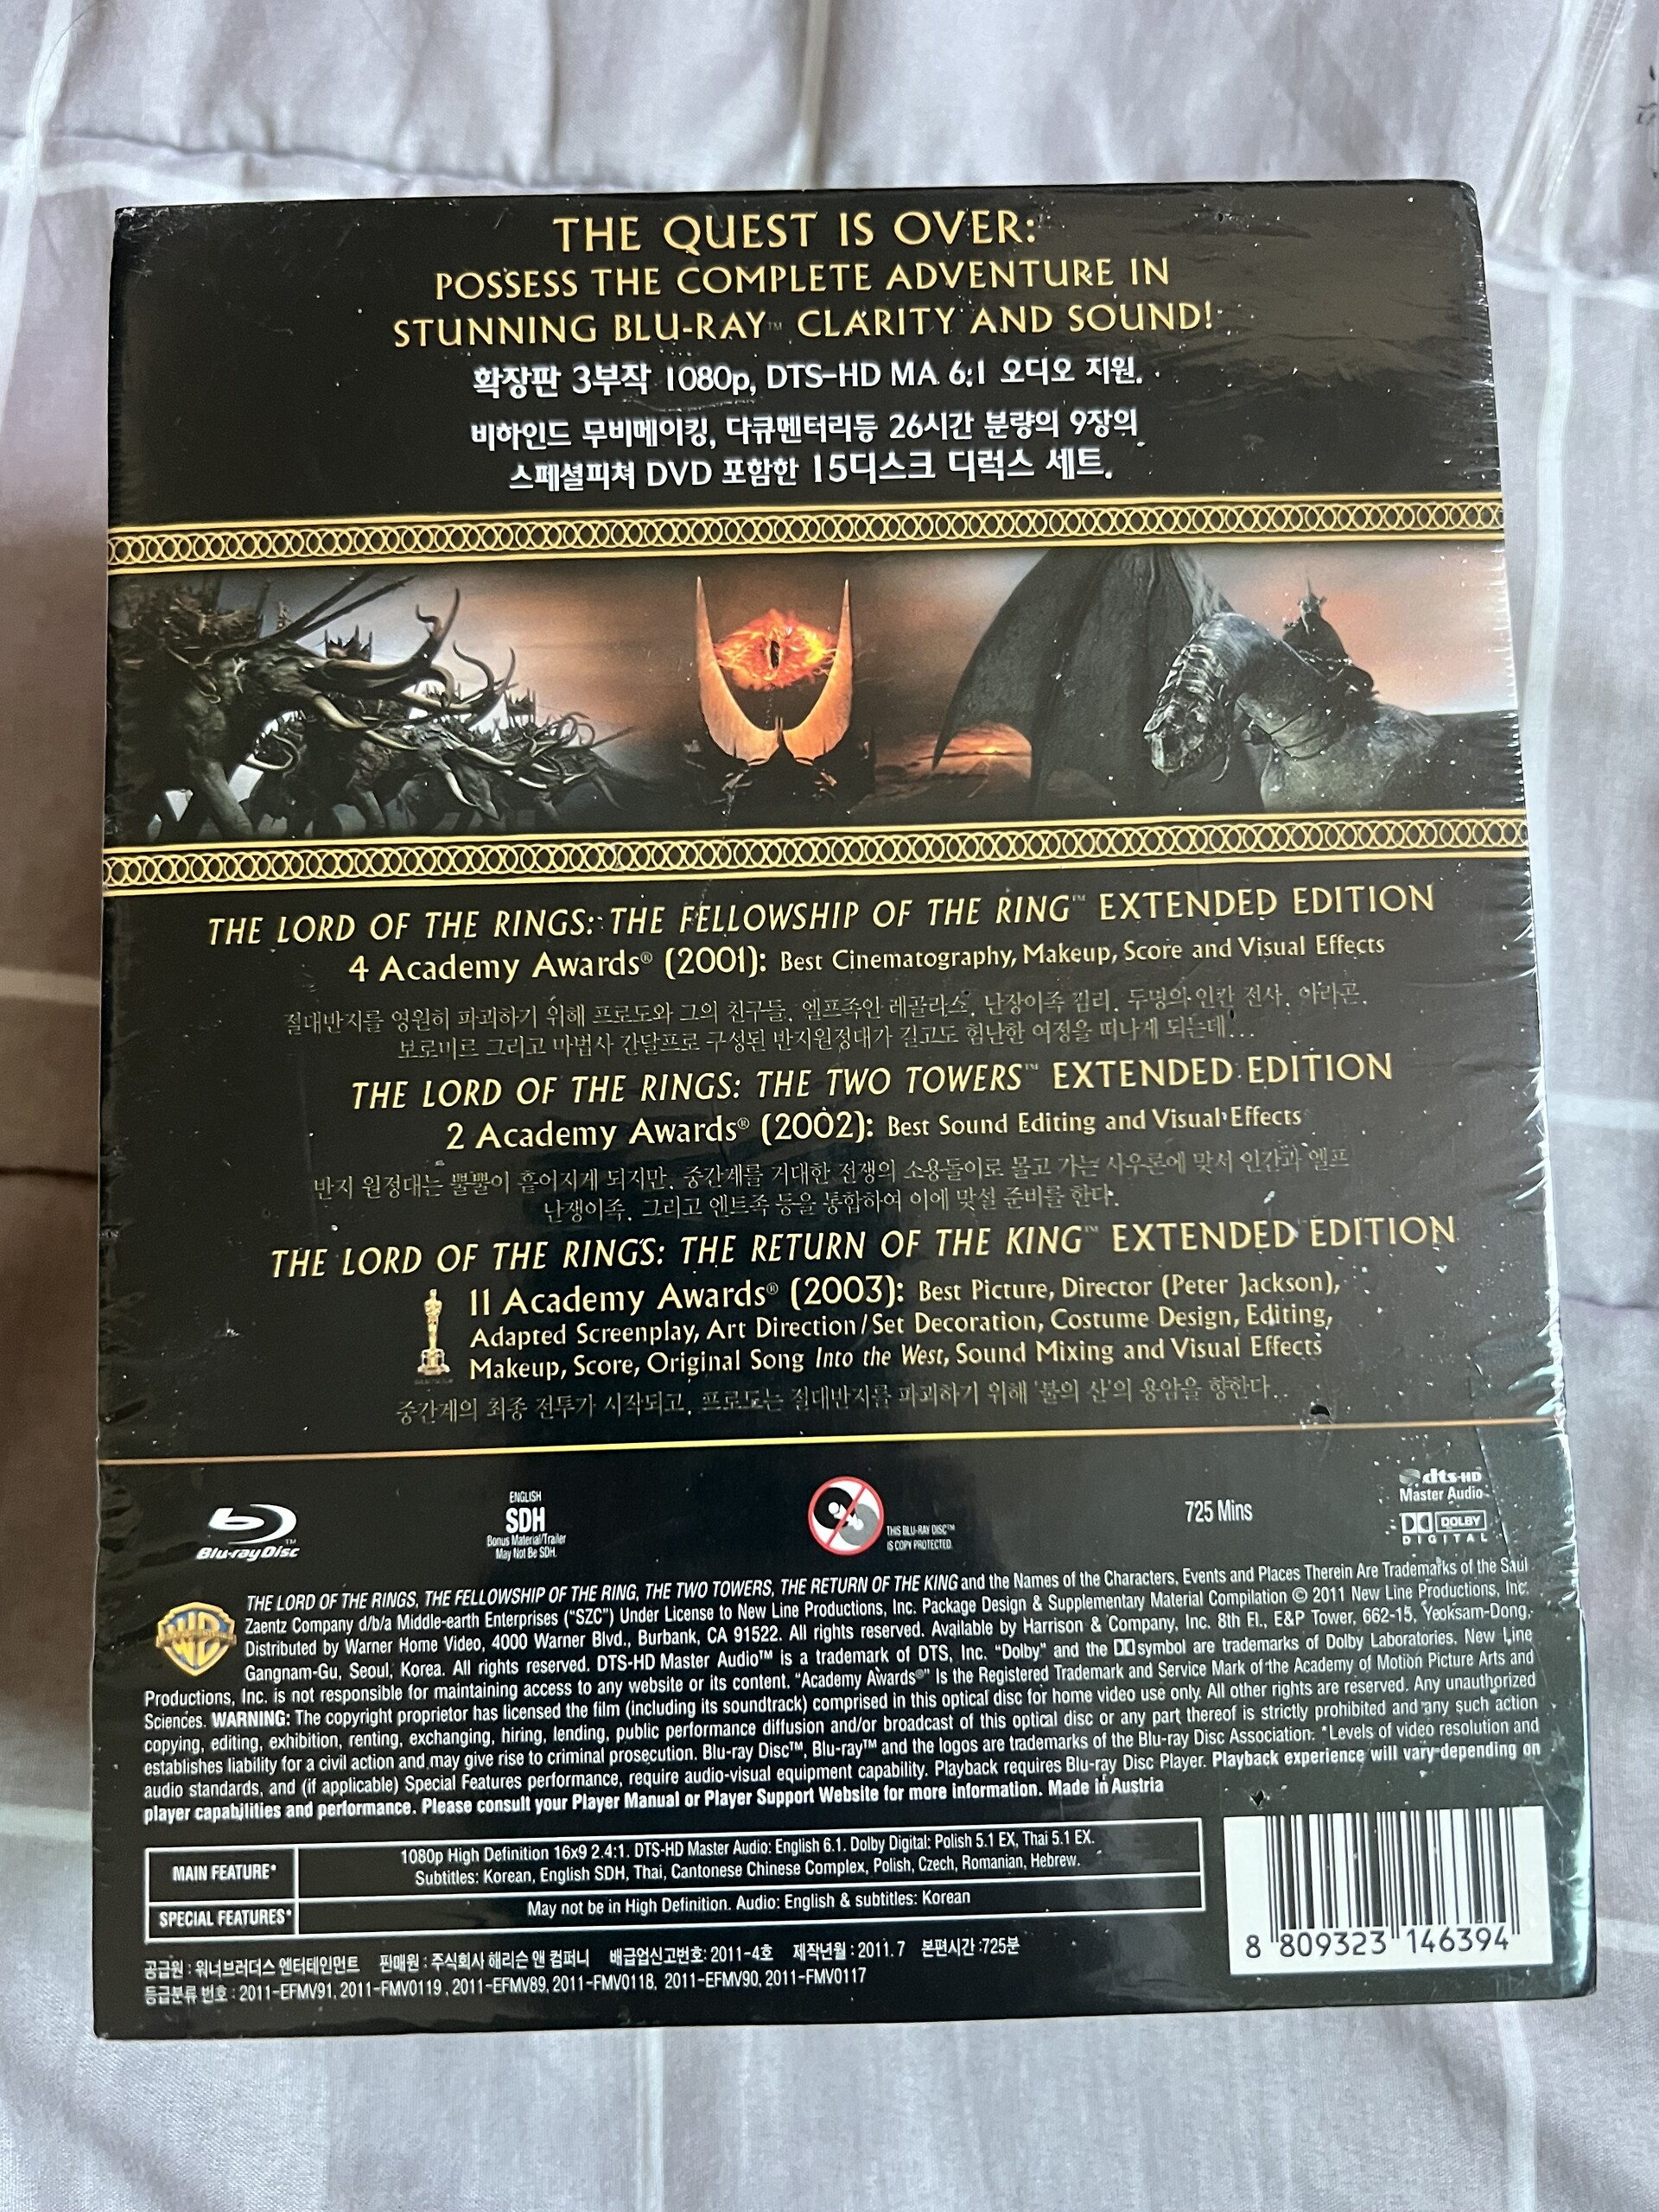 THE QUEST IS OVER:
POSSESS THE COMPLETE ADVENTURE IN
STUNNING BLU-RAY™ CLARITY AND SOUND!
확장판 3부작 1080p, DTS-HD MA 6:1 오디오 지원.
비하인드 무비메이킹, 다큐멘터리등 26시간 분량의 9장의
스페셜피쳐 DVD 포함한 15디스크 디럭스 세트.
THE LORD OF THE RINGS: THE FELLOWSHIP OF THE RING™ EXTENDED EDITION
4 Academy Awards® (2001): Best Cinematography, Makeup, Score and Visual Effects
절대반지를 영원히 파괴하기 위해 프로도와 그의 친구들, 엘프족인 레골라스, 난장이족 김리, 두명의 인간 전사, 아라곤,
보로미르 그리고 마법사 간달프로 구성된 반지원정대가 길고도 험난한 여정을 떠나게 되는데...
THE LORD OF THE RINGS: THE TWO TOWERS™ EXTENDED EDITION
2 Academy Awards® (2002): Best Sound Editing and Visual Effects
반지 원정대는 뿔뿔이 흩어지게 되지만, 중간계를 거대한 전쟁의 소용돌이로 몰고 가는 사우론에 맞서 인간과 엘프
난쟁이족, 그리고 엔트족 등을 통합하여 이에 맞설 준비를 한다.
THE LORD OF THE RINGS: THE RETURN OF THE KING™ EXTENDED EDITION
11 Academy Awards® (2003): Best Picture, Director (Peter Jackson),
Adapted Screenplay, Art Direction/Set Decoration, Costume Design, Editing,
Makeup, Score, Original Song Into the West, Sound Mixing and Visual Effects
중간계의 최종 전투가 시작되고, 프로도는 절대반지를 파괴하기 위해 '불의 산'의 용암을 향한다..
Blu-ray Disc™
ENGLISH
SDH
Bonus Material/Trailer
May Not Be SDH.
THIS BLU-RAY DISC™
IS COPY PROTECTED.
725 Mins
dts-HD
Master Audio
DOLBY
DIGITAL
THE LORD OF THE RINGS, THE FELLOWSHIP OF THE RING, THE TWO TOWERS, THE RETURN OF THE KING and the Names of the Characters, Events and Places Therein Are Trademarks of the Saul
Zaentz Company d/b/a Middle-earth Enterprises ("SZC") Under License to New Line Productions, Inc. Package Design & Supplementary Material Compilation © 2011 New Line Productions, Inc.
Distributed by Warner Home Video, 4000 Warner Blvd., Burbank, CA 91522. All rights reserved. Available by Harrison & Company, Inc. 8th Fl., E&P Tower, 662-15, Yeoksam-Dong,
Gangnam-Gu, Seoul, Korea. All rights reserved. DTS-HD Master Audio™ is a trademark of DTS, Inc. "Dolby" and the symbol are trademarks of Dolby Laboratories. New Line
Productions, Inc. is not responsible for maintaining access to any website or its content. "Academy Awards®" Is the Registered Trademark and Service Mark of the Academy of Motion Picture Arts and
Sciences. WARNING: The copyright proprietor has licensed the film (including its soundtrack) comprised in this optical disc for home video use only. All other rights are reserved. Any unauthorized
copying, editing, exhibition, renting, exchanging, hiring, lending, public performance diffusion and/or broadcast of this optical disc or any part thereof is strictly prohibited and any such action
establishes liability for a civil action and may give rise to criminal prosecution. Blu-ray Disc™, Blu-ray™ and the logos are trademarks of the Blu-ray Disc Association. *Levels of video resolution and
audio standards, and (if applicable) Special Features performance, require audio-visual equipment capability. Playback requires Blu-ray Disc Player. Playback experience will vary depending on
player capabilities and performance. Please consult your Player Manual or Player Support Website for more information. Made in Austria
MAIN FEATURE*
1080p High Definition 16x9 2.4:1. DTS-HD Master Audio: English 6.1. Dolby Digital: Polish 5.1 EX, Thai 5.1 EX.
Subtitles: Korean, English SDH, Thai, Cantonese Chinese Complex, Polish, Czech, Romanian, Hebrew.
SPECIAL FEATURES*
May not be in High Definition. Audio: English & subtitles: Korean
공급원 : 워너브러더스 엔터테인먼트 판매원 : 주식회사 해리슨 앤 컴퍼니 배급업신고번호: 2011-4호 제작년월 : 2011. 7 본편시간 :725분
등급분류 번호 : 2011-EFMV91, 2011-FMV0119 , 2011-EFMV89, 2011-FMV0118, 2011-EFMV90, 2011-FMV0117
8 809323 146394